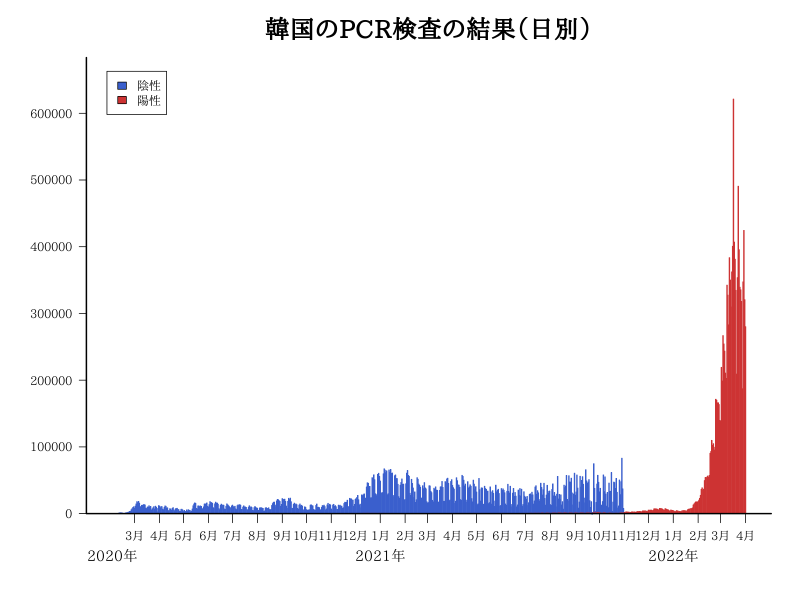 韓国のPCR検査の結果（日別）
陰性
陽性
600000
500000
400000
300000
200000
100000
0
3月 4月 5月 6月 7月 8月 9月 10月 11月 12月 1月 2月 3月 4月 5月 6月 7月 8月 9月 10月 11月 12月 1月 2月 3月 4月
2020年 2021年 2022年